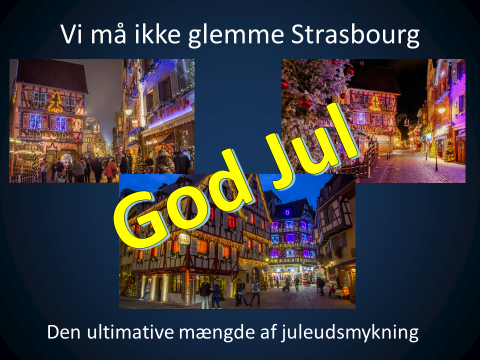 Vi må ikke glemme Strasbourg
God Jul
Den ultimative mængde af juleudsmykning